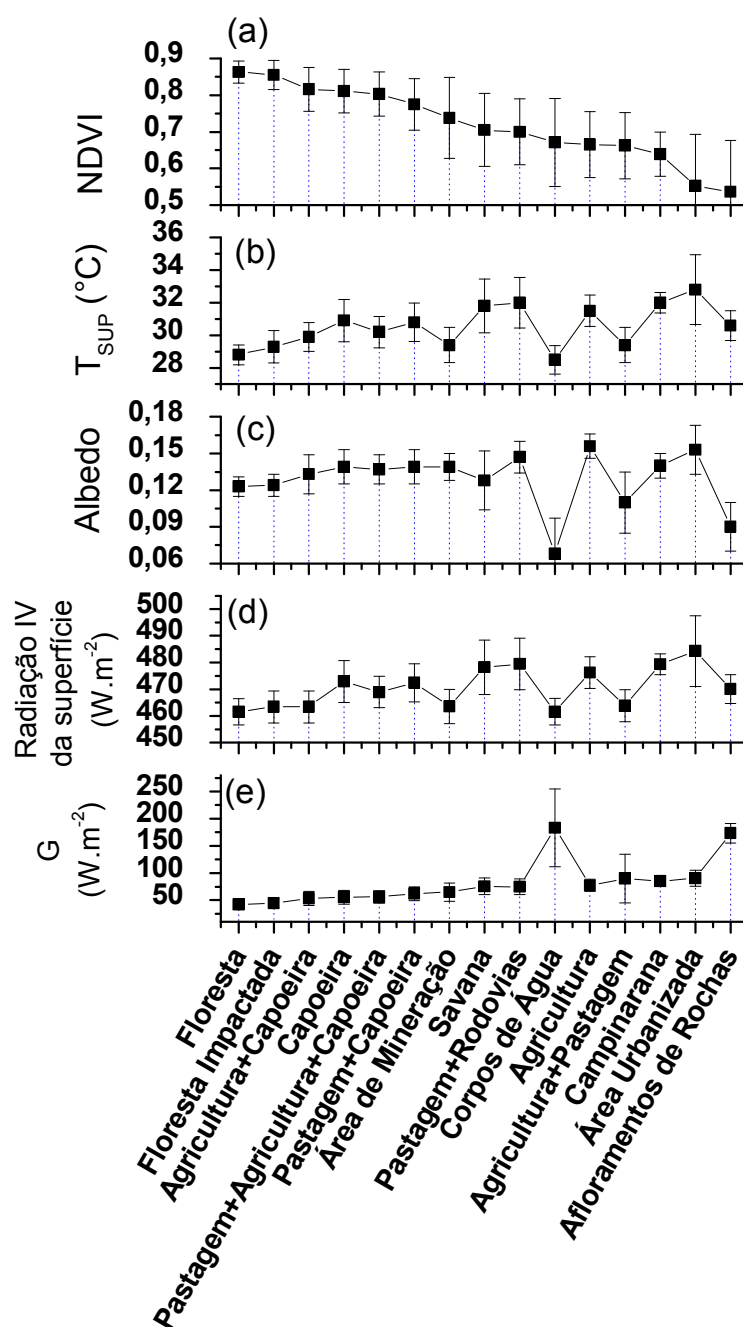 (a)
0,9
0,8
0,7
0,6
0,5
NDVI
(b)
36
34
32
30
28
T_SUP (°C)
(c)
0,18
0,15
0,12
0,09
0,06
Albedo
(d)
500
490
480
470
460
450
Radiação IV
da superfície
(W.m⁻²)
(e)
250
200
150
100
50
G
(W.m⁻²)
Floresta
Floresta Impactada
Agricultura+Capoeira
Capoeira
Pastagem+Agricultura+Capoeira
Pastagem+Capoeira
Área de Mineração
Savana
Pastagem+Rodovias
Corpos de Água
Agricultura
Agricultura+Pastagem
Campinarana
Área Urbanizada
Afloramentos de Rochas